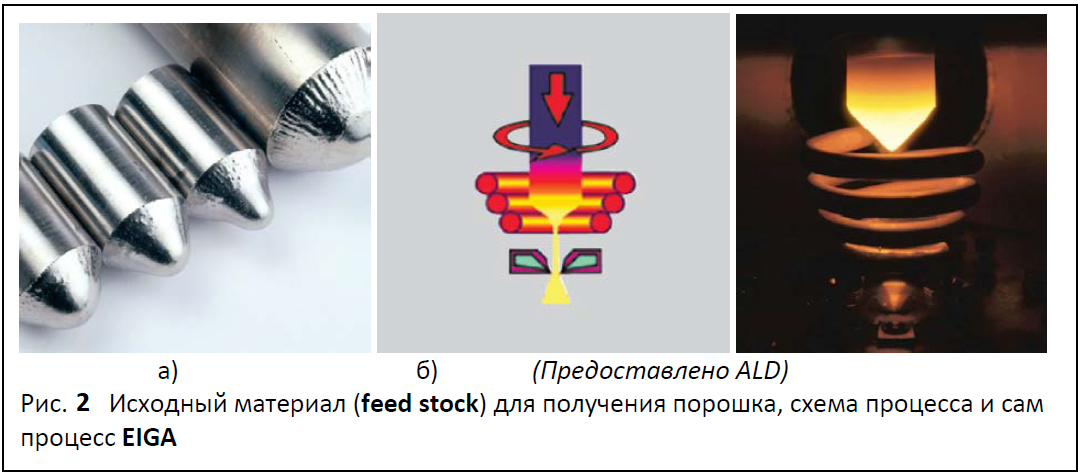 а) б) (Предоставлено ALD)
Рис. 2 Исходный материал (feed stock) для получения порошка, схема процесса и сам
процесс EIGA